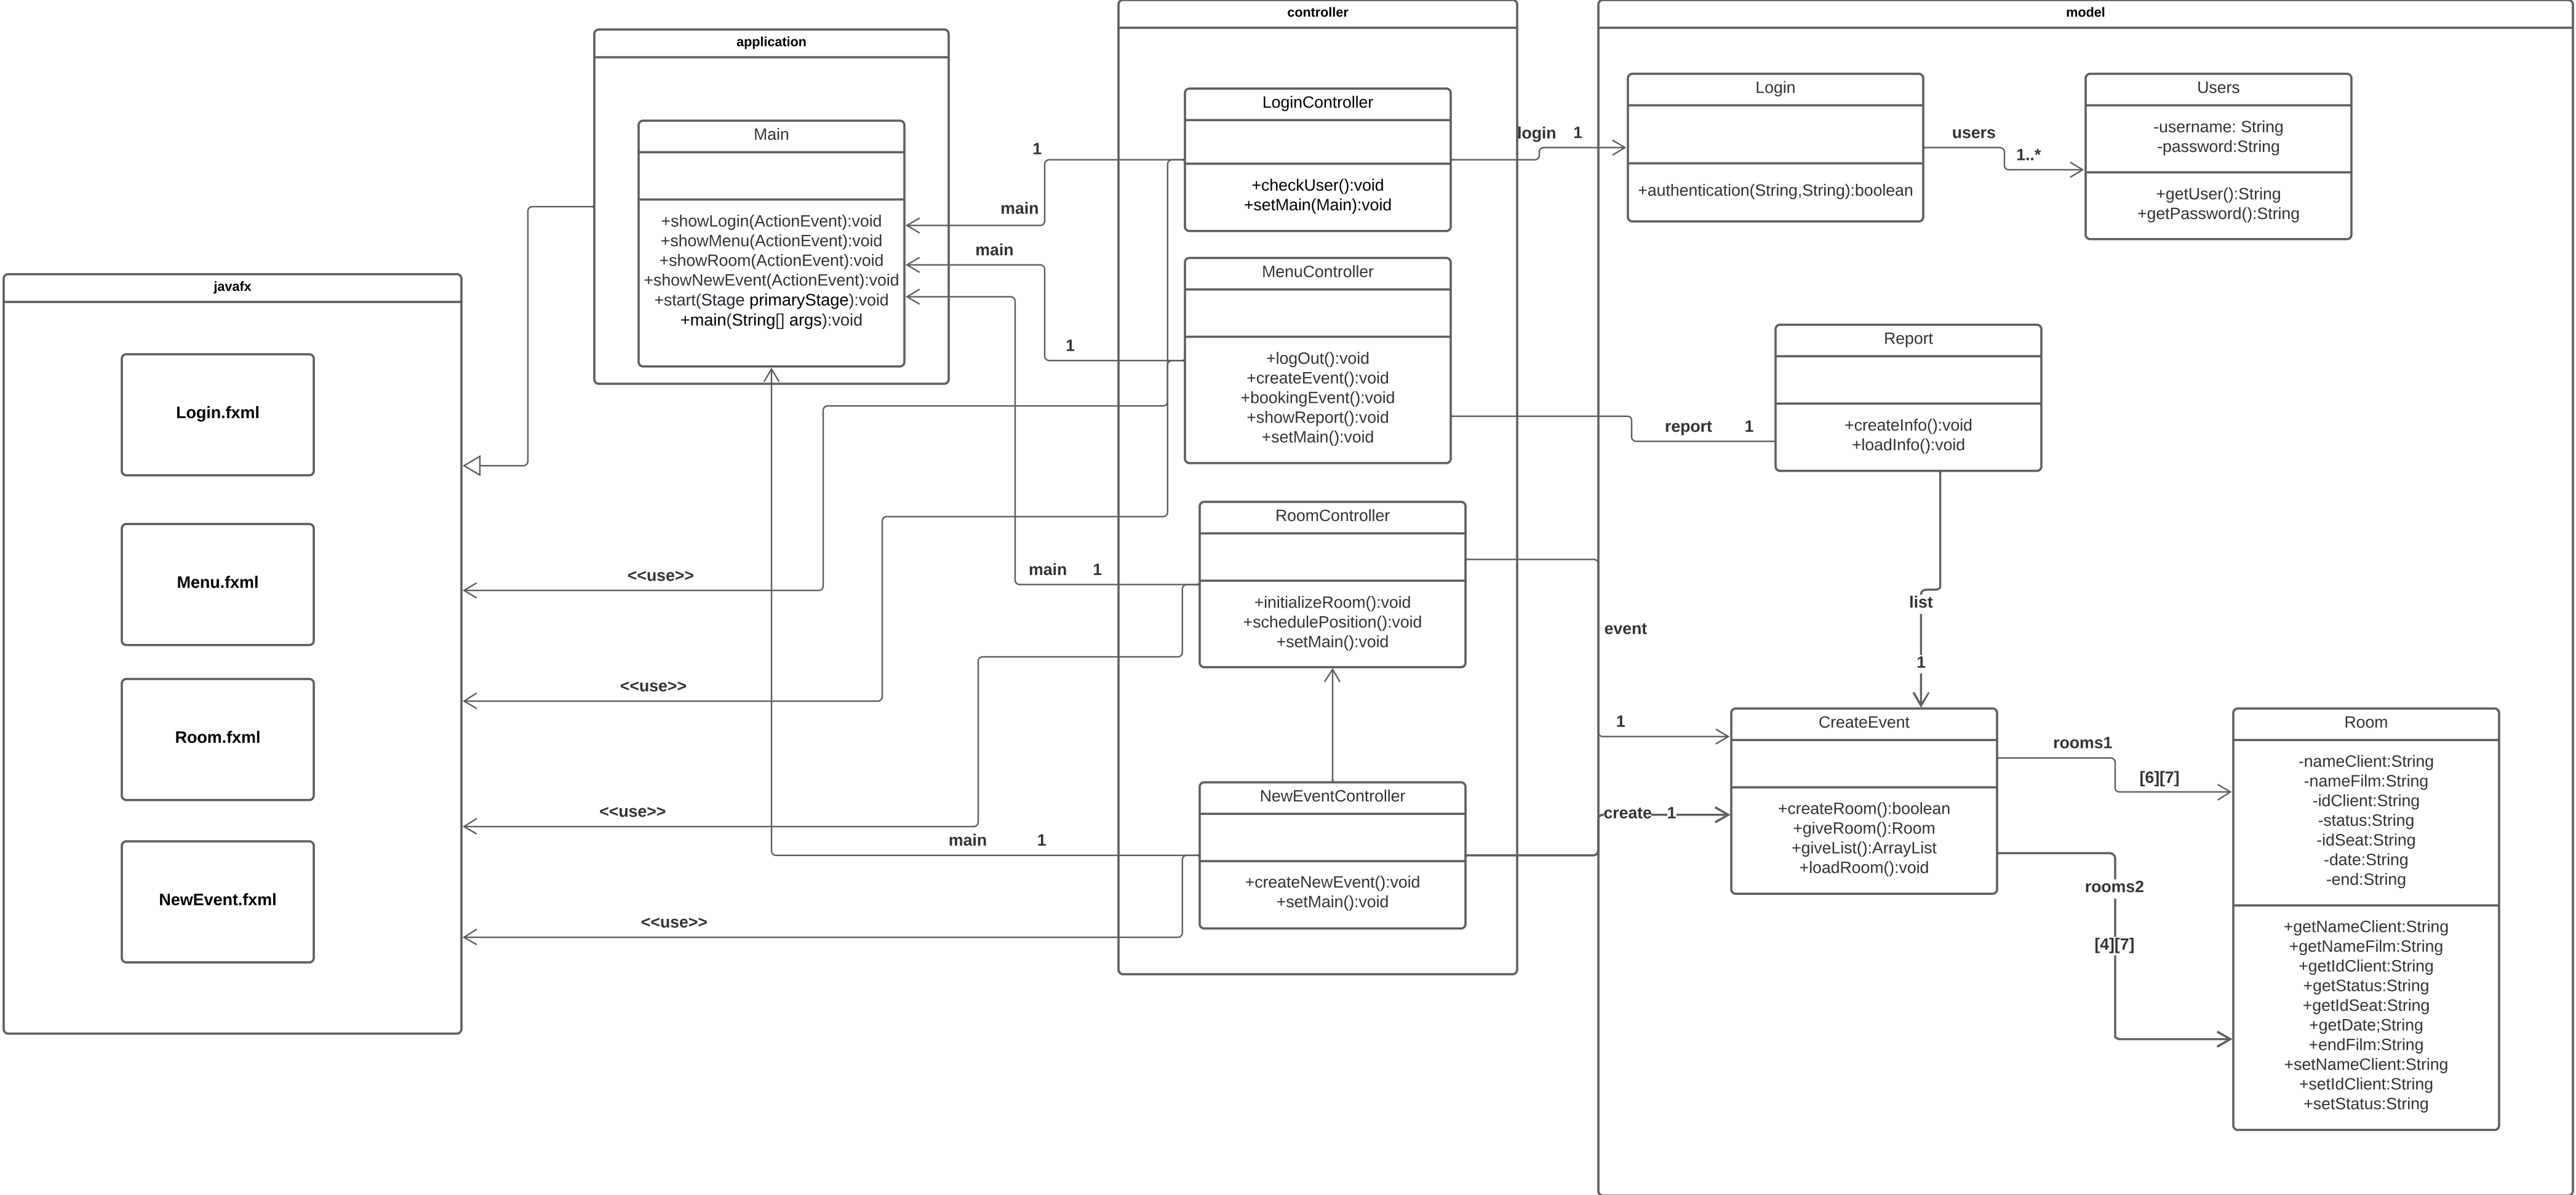 javafx
Login.fxml
Menu.fxml
Room.fxml
NewEvent.fxml
application
Main
+showLogin(ActionEvent):void
+showMenu(ActionEvent):void
+showRoom(ActionEvent):void
+showNewEvent(ActionEvent):void
+start(Stage primaryStage):void
+main(String[] args):void
1
main
main
1
main 1
main 1
<<use>>
<<use>>
<<use>>
<<use>>
controller
LoginController
+checkUser():void
+setMain(Main):void
MenuController
+logOut():void
+createEvent():void
+bookingEvent():void
+showReport():void
+setMain():void
RoomController
+initializeRoom():void
+schedulePosition():void
+setMain():void
NewEventController
+createNewEvent():void
+setMain():void
login 1
report 1
event
1
create 1
model
Login
+authentication(String,String):boolean
users
1..*
Users
-username: String
-password:String
+getUser():String
+getPassword():String
Report
+createInfo():void
+loadInfo():void
list
1
CreateEvent
+createRoom():boolean
+giveRoom():Room
+giveList():ArrayList
+loadRoom():void
rooms1
[6][7]
rooms2
[4][7]
Room
-nameClient:String
-nameFilm:String
-idClient:String
-status:String
-idSeat:String
-date:String
-end:String
+getNameClient:String
+getNameFilm:String
+getIdClient:String
+getStatus:String
+getIdSeat:String
+getDate;String
+endFilm:String
+setNameClient:String
+setIdClient:String
+setStatus:String